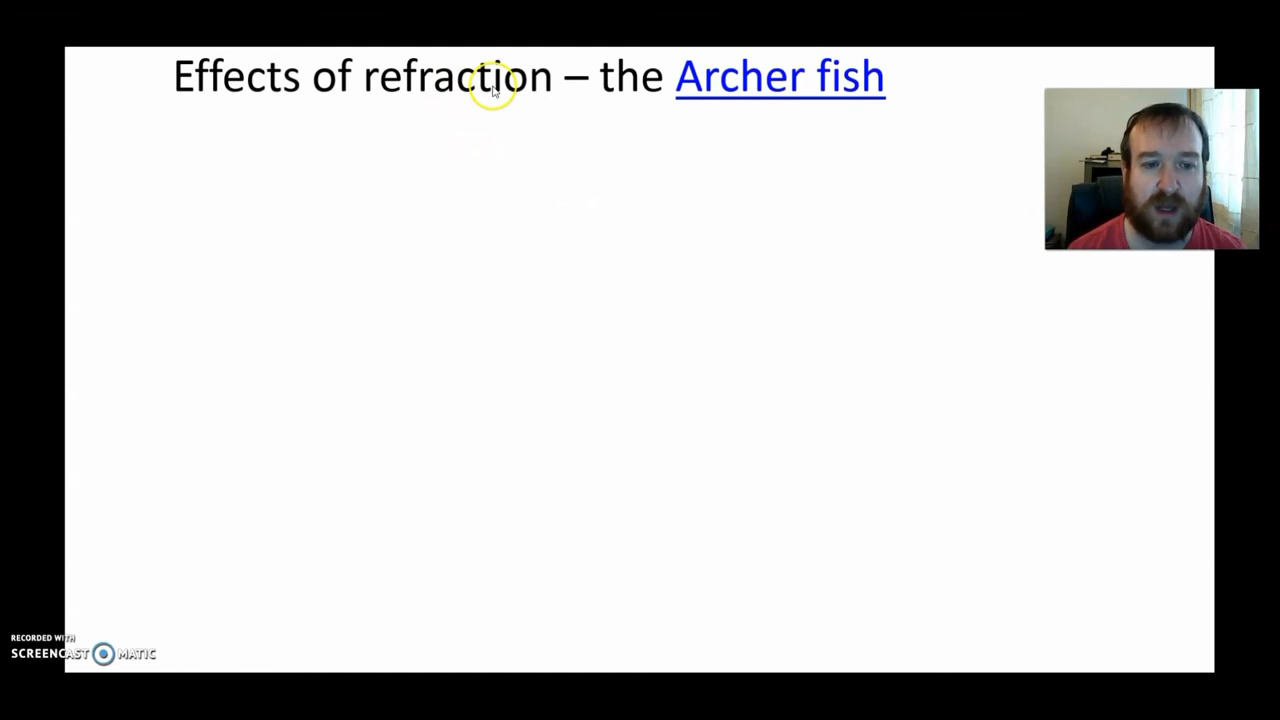 Effects of refraction – the Archer fish
RECORDED WITH
SCREENCAST MATIC